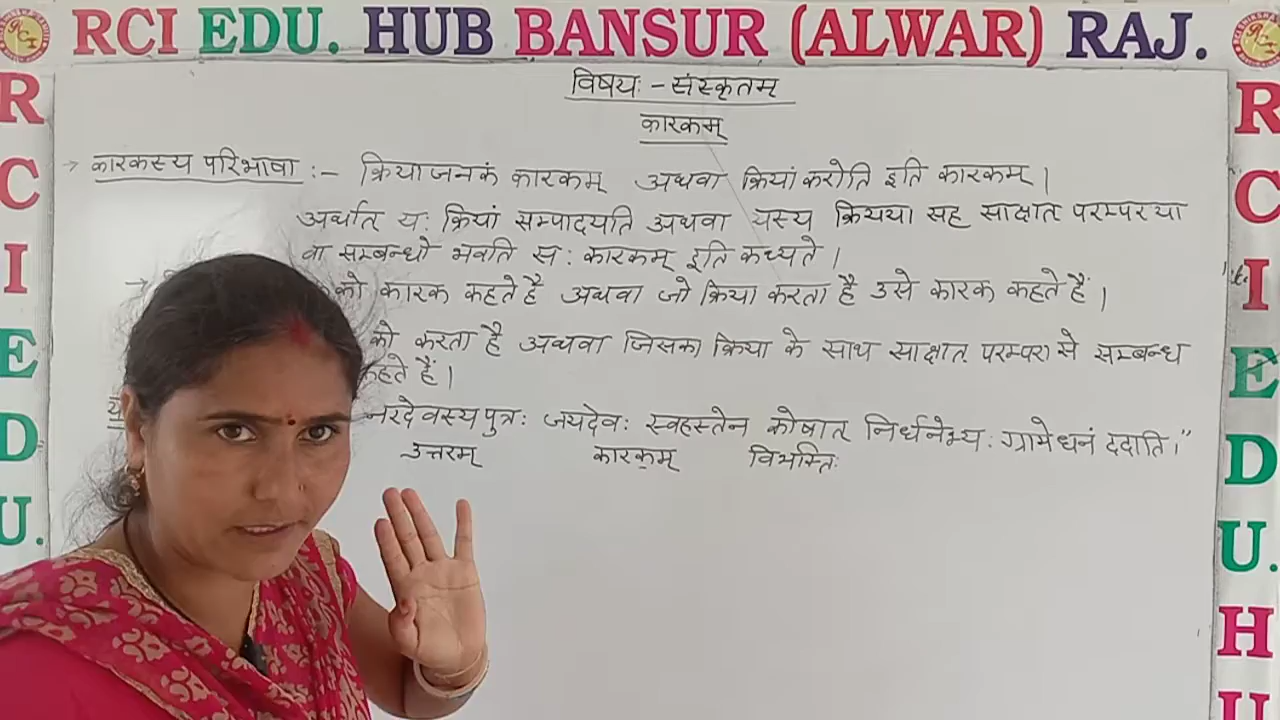 RCI EDU. HUB BANSUR (ALWAR) RAJ.
विषयः - संस्कृतम्
कारकम्
→ कारकस्य परिभाषा :- क्रियाजनकं कारकम् अथवा क्रियां करोति इति कारकम् ।
अर्थात यः क्रियां सम्पादयति अथवा यस्य क्रियया सह साक्षात परम्परया
वा सम्बन्धो भवति सः कारकम् इति कथ्यते ।
को कारक कहते है अथवा जो क्रिया करता है उसे कारक कहते हैं ।
को करता है अथवा जिसका क्रिया के साथ साक्षात् परम्परा से सम्बन्ध
कहते हैं ।
नरदेवस्य पुत्रः जयदेवः स्वहस्तेन कोषात् निर्धनेभ्यः ग्रामे धनं ददाति ।"
उत्तरम् कारकम् विभक्तिः
R
C
I
E
D
U.
R
C
I
E
D
U.
H
U